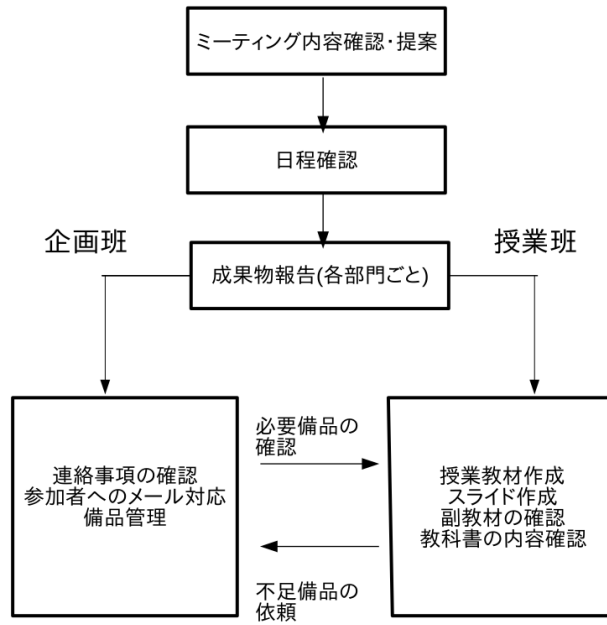 ミーティング内容確認・提案
日程確認
企画班
授業班
成果物報告(各部門ごと)
連絡事項の確認
参加者へのメール対応
備品管理
必要備品の
確認
不足備品の
依頼
授業教材作成
スライド作成
副教材の確認
教科書の内容確認